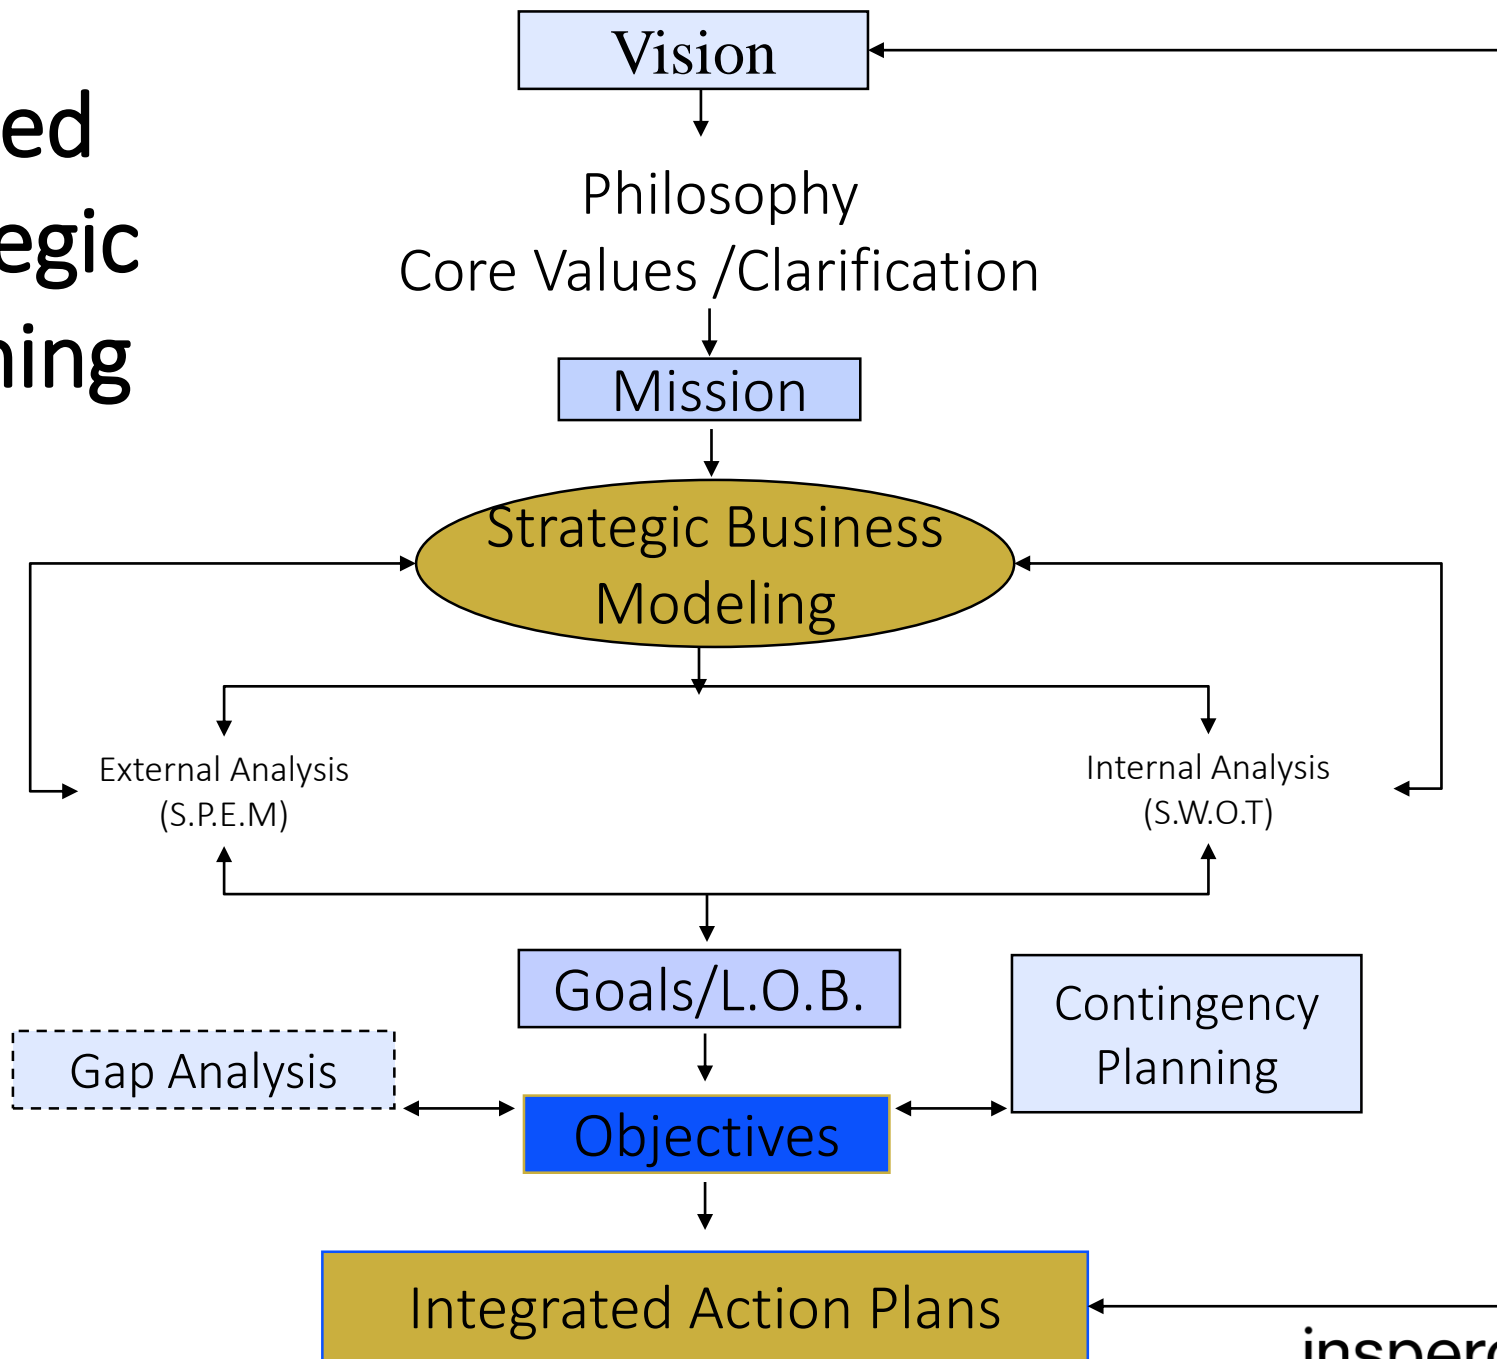 Vision
ed
egic
ning
Philosophy
Core Values /Clarification
Mission
Strategic Business
Modeling
External Analysis
(S.P.E.M)
Internal Analysis
(S.W.O.T)
Goals/L.O.B.
Contingency
Planning
Gap Analysis
Objectives
Integrated Action Plans